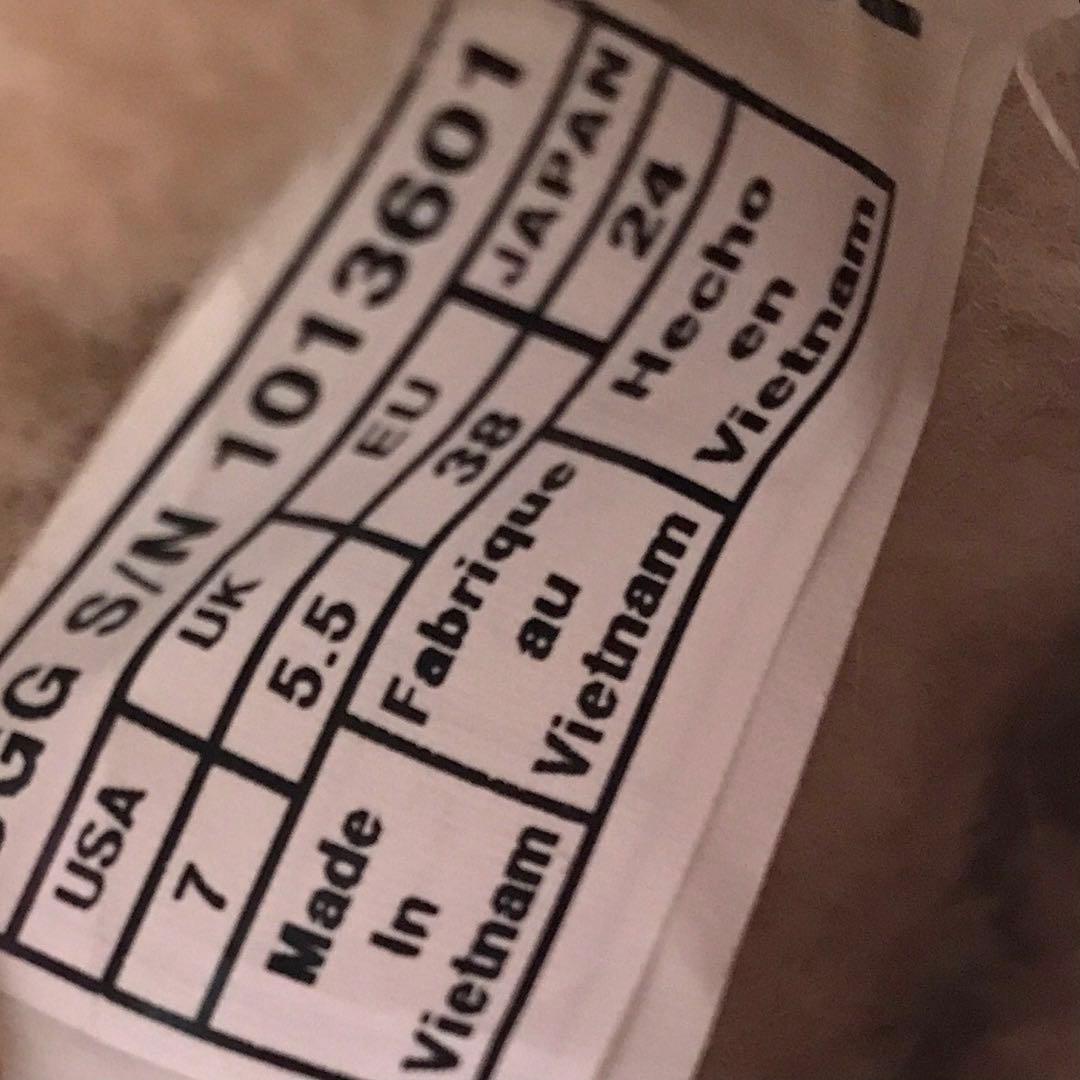 GG S/N 1013601
USA UK EU JAPAN
7 5.5 38 24
Made In Vietnam
Fabrique au Vietnam
Hecho en Vietnam